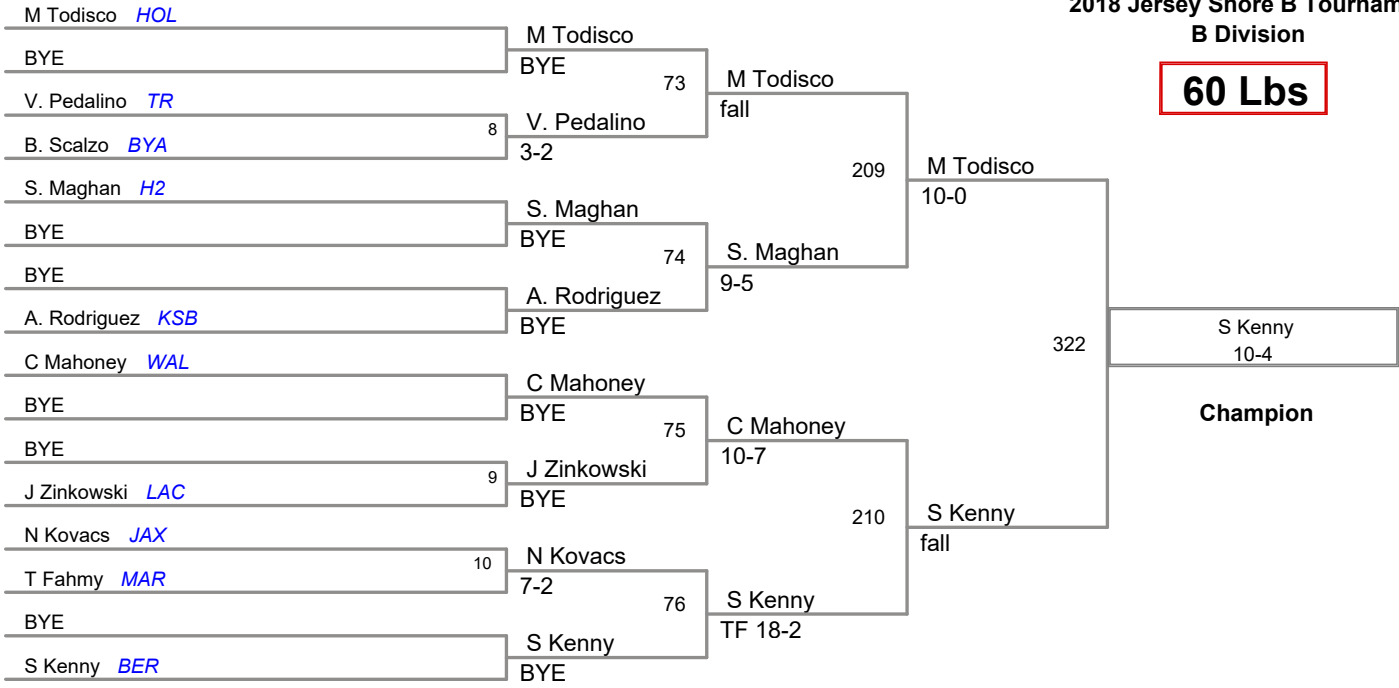 2018 Jersey Shore B Tournam
B Division
60 Lbs
M Todisco HOL
BYE
V. Pedalino TR
B. Scalzo BYA
S. Maghan H2
BYE
BYE
A. Rodriguez KSB
C Mahoney WAL
BYE
BYE
J Zinkowski LAC
N Kovacs JAX
T Fahmy MAR
BYE
S Kenny BER
8
9
10
M Todisco
BYE
V. Pedalino
3-2
S. Maghan
BYE
A. Rodriguez
BYE
C Mahoney
BYE
J Zinkowski
BYE
N Kovacs
7-2
S Kenny
BYE
73
74
75
76
M Todisco
fall
S. Maghan
9-5
C Mahoney
10-7
S Kenny
TF 18-2
209
210
M Todisco
10-0
S Kenny
fall
322
S Kenny
10-4
Champion